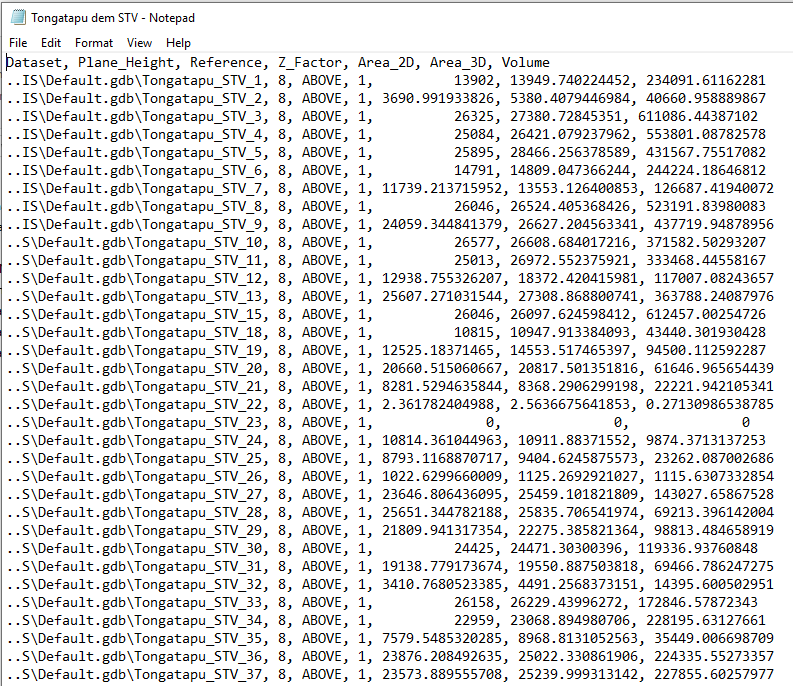 Tongatapu dem STV - Notepad
File Edit Format View Help
Dataset, Plane_Height, Reference, Z_Factor, Area_2D, Area_3D, Volume
..IS\Default.gdb\Tongatapu_STV_1, 8, ABOVE, 1, 13902, 13949.740224452, 234091.61162281
..IS\Default.gdb\Tongatapu_STV_2, 8, ABOVE, 1, 3690.991933826, 5380.4079446984, 40660.958889867
..IS\Default.gdb\Tongatapu_STV_3, 8, ABOVE, 1, 26325, 27380.72845351, 611086.44387102
..IS\Default.gdb\Tongatapu_STV_4, 8, ABOVE, 1, 25084, 26421.079237962, 553801.08782578
..IS\Default.gdb\Tongatapu_STV_5, 8, ABOVE, 1, 25895, 28466.256378589, 431567.75517082
..IS\Default.gdb\Tongatapu_STV_6, 8, ABOVE, 1, 14791, 14809.047366244, 244224.18646812
..IS\Default.gdb\Tongatapu_STV_7, 8, ABOVE, 1, 11739.213715952, 13553.126400853, 126687.41940072
..IS\Default.gdb\Tongatapu_STV_8, 8, ABOVE, 1, 26046, 26524.405368426, 523191.83980083
..IS\Default.gdb\Tongatapu_STV_9, 8, ABOVE, 1, 24059.344841379, 26627.204563341, 437719.94878956
..S\Default.gdb\Tongatapu_STV_10, 8, ABOVE, 1, 26577, 26608.684017216, 371582.50293207
..S\Default.gdb\Tongatapu_STV_11, 8, ABOVE, 1, 25013, 26972.552375921, 333468.44558167
..S\Default.gdb\Tongatapu_STV_12, 8, ABOVE, 1, 12938.755326207, 18372.420415981, 117007.08243657
..S\Default.gdb\Tongatapu_STV_13, 8, ABOVE, 1, 25607.271031544, 27308.868800741, 363788.24087976
..S\Default.gdb\Tongatapu_STV_15, 8, ABOVE, 1, 26046, 26097.624598412, 612457.00254726
..S\Default.gdb\Tongatapu_STV_18, 8, ABOVE, 1, 10815, 10947.913384093, 43440.301930428
..S\Default.gdb\Tongatapu_STV_19, 8, ABOVE, 1, 12525.18371465, 14553.517465397, 94500.112592287
..S\Default.gdb\Tongatapu_STV_20, 8, ABOVE, 1, 20660.515060667, 20817.501351816, 61646.965654439
..S\Default.gdb\Tongatapu_STV_21, 8, ABOVE, 1, 8281.5294635844, 8368.2906299198, 22221.942105341
..S\Default.gdb\Tongatapu_STV_22, 8, ABOVE, 1, 2.361782404988, 2.5636675641853, 0.27130986538785
..S\Default.gdb\Tongatapu_STV_23, 8, ABOVE, 1, 0, 0, 0
..S\Default.gdb\Tongatapu_STV_24, 8, ABOVE, 1, 10814.361044963, 10911.88371552, 9874.3713137253
..S\Default.gdb\Tongatapu_STV_25, 8, ABOVE, 1, 8793.1168870717, 9404.6245875573, 23262.087002686
..S\Default.gdb\Tongatapu_STV_26, 8, ABOVE, 1, 1022.6299660009, 1125.2692921027, 1115.6307332854
..S\Default.gdb\Tongatapu_STV_27, 8, ABOVE, 1, 23646.806436095, 25459.101821809, 143027.65867528
..S\Default.gdb\Tongatapu_STV_28, 8, ABOVE, 1, 25651.344782188, 25835.706541974, 69213.396142004
..S\Default.gdb\Tongatapu_STV_29, 8, ABOVE, 1, 21809.941317354, 22275.385821364, 98813.484658919
..S\Default.gdb\Tongatapu_STV_30, 8, ABOVE, 1, 24425, 24471.30300396, 119336.93760848
..S\Default.gdb\Tongatapu_STV_31, 8, ABOVE, 1, 19138.779173674, 19550.887503818, 69466.786247275
..S\Default.gdb\Tongatapu_STV_32, 8, ABOVE, 1, 3410.7680523385, 4491.2568373151, 14395.600502951
..S\Default.gdb\Tongatapu_STV_33, 8, ABOVE, 1, 26158, 26229.43996272, 172846.57872343
..S\Default.gdb\Tongatapu_STV_34, 8, ABOVE, 1, 22959, 23068.894980706, 228195.63127661
..S\Default.gdb\Tongatapu_STV_35, 8, ABOVE, 1, 7579.5485320285, 8968.8131052563, 35449.006698709
..S\Default.gdb\Tongatapu_STV_36, 8, ABOVE, 1, 23876.208492635, 25022.330861906, 224335.55273357
..S\Default.gdb\Tongatapu_STV_37, 8, ABOVE, 1, 23573.889555708, 25239.999313142, 227855.60257977